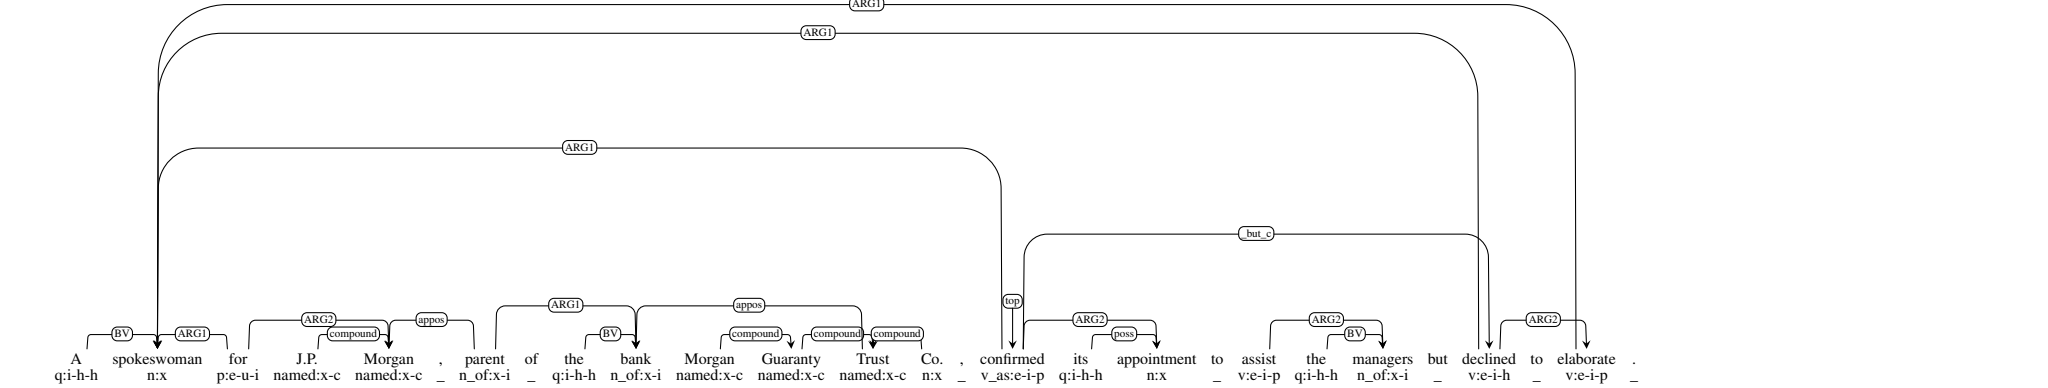 ARG1
ARG1
ARG1
_but_c
top
ARG1 appos
ARG2 appos ARG2 ARG2 ARG2
BV ARG1 compound BV compound compound compound poss BV
A spokeswoman for J.P. Morgan , parent of the bank Morgan Guaranty Trust Co. , confirmed its appointment to assist the managers but declined to elaborate .
q:i-h-h n:x p:e-u-i named:x-c named:x-c _ n_of:x-i _ q:i-h-h n_of:x-i named:x-c named:x-c named:x-c n:x _ v_as:e-i-p q:i-h-h n:x _ v:e-i-p q:i-h-h n_of:x-i _ v:e-i-h _ v:e-i-p _